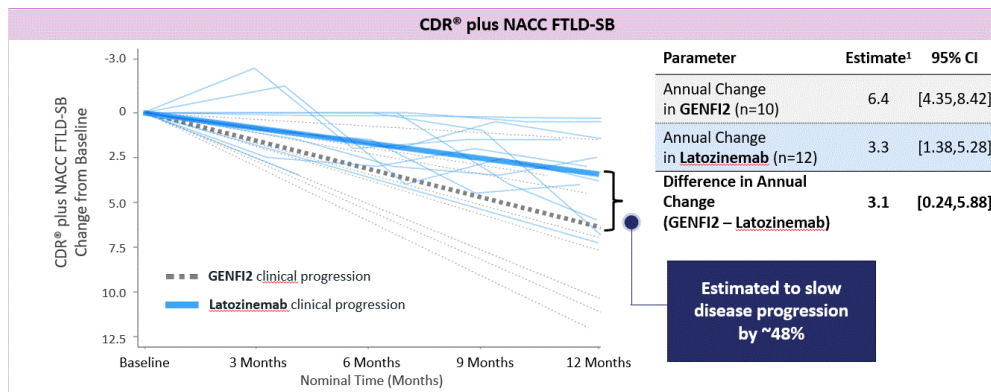 CDR® plus NACC FTLD-SB
-3.0
0
2.5
5.0
7.5
10.0
12.5
CDR® plus NACC FTLD-SB
Change from Baseline
GENFI2 clinical progression
Latozinemab clinical progression
Baseline
3 Months
6 Months
9 Months
12 Months
Nominal Time (Months)
Parameter Estimate¹ 95% CI
Annual Change
in GENFI2 (n=10) 6.4 [4.35,8.42]
Annual Change
in Latozinemab (n=12) 3.3 [1.38,5.28]
Difference in Annual
Change 3.1 [0.24,5.88]
(GENFI2 – Latozinemab)
Estimated to slow
disease progression
by ~48%